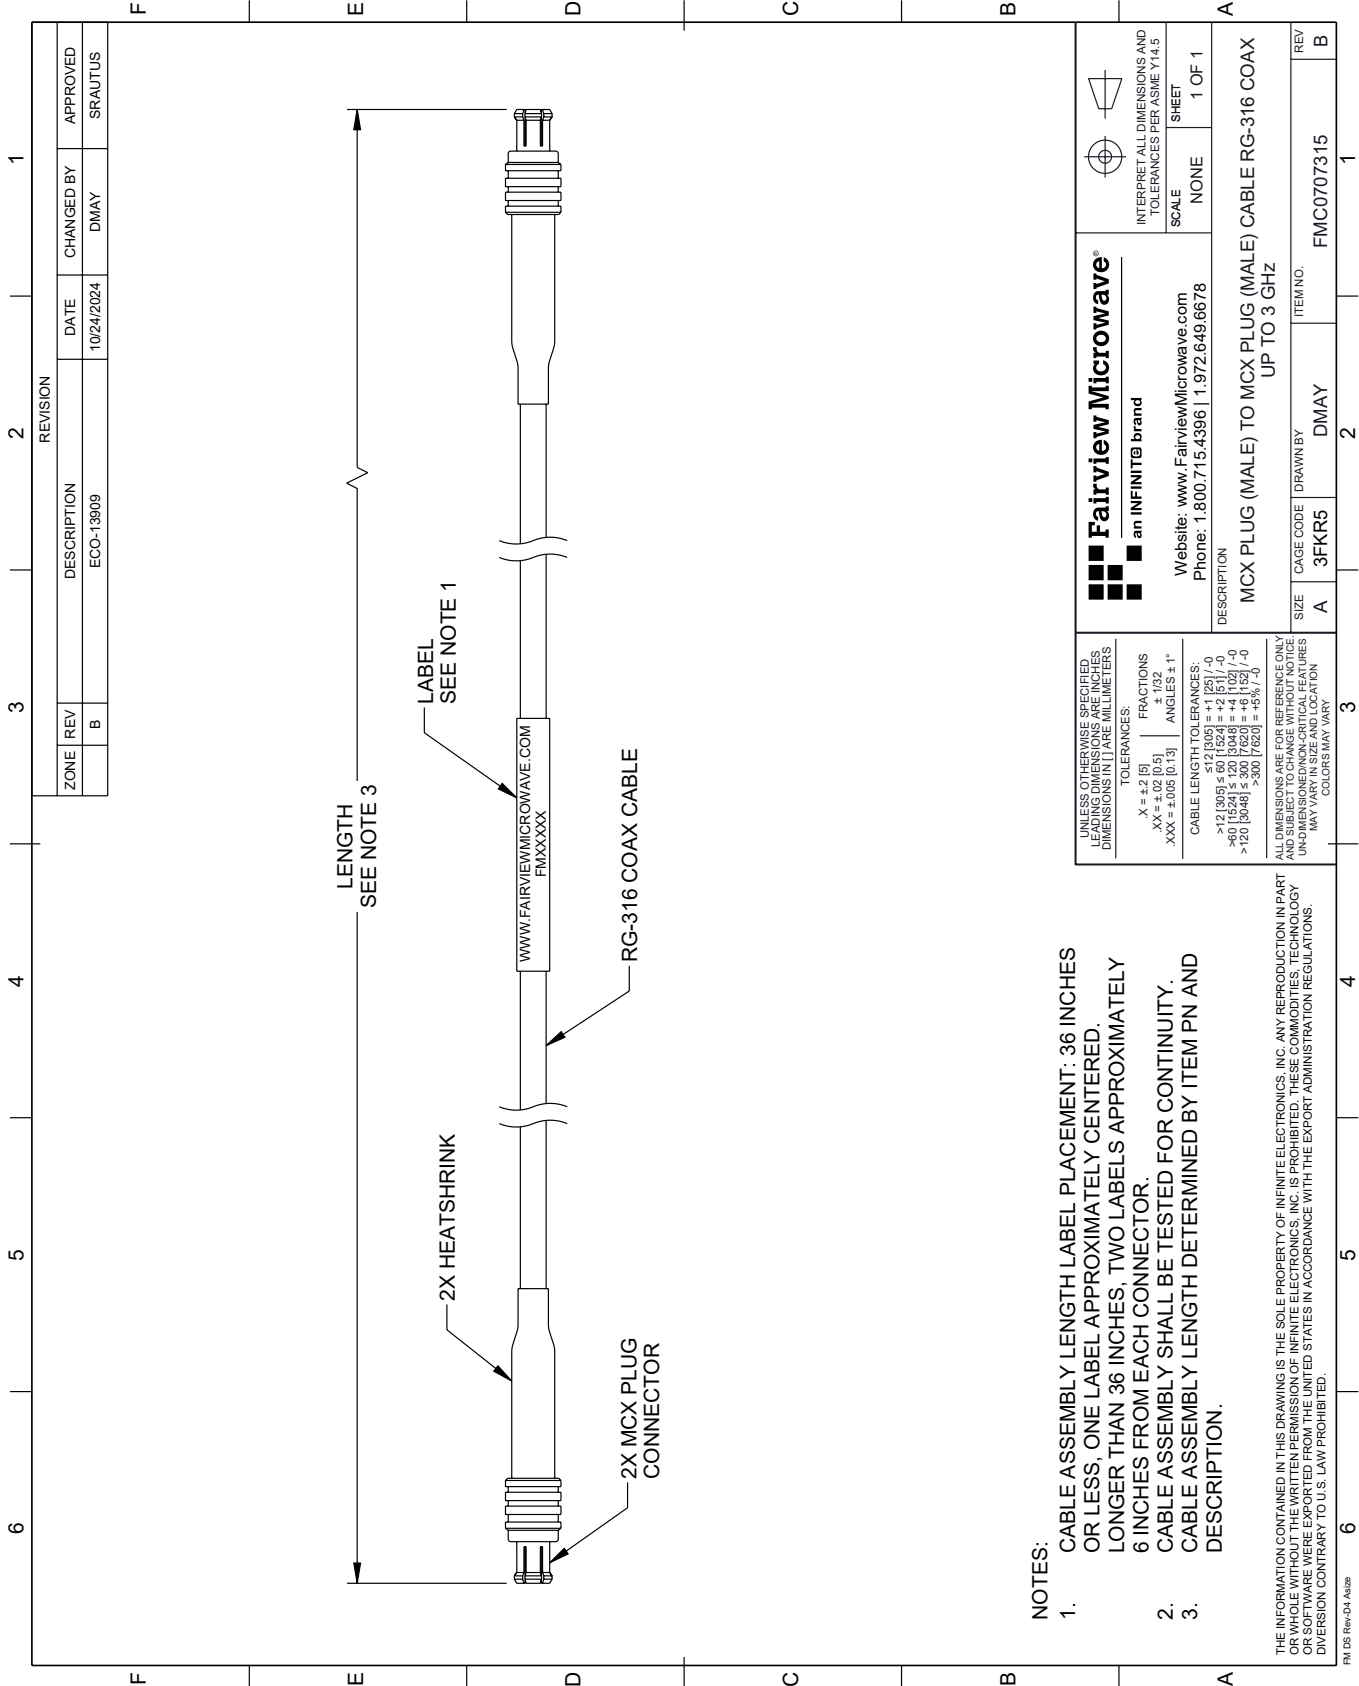 6
5
4
3
2
1
F
E
D
C
B
A
F
E
D
C
B
A
6
5
4
3
2
1
REVISION
ZONE REV DESCRIPTION DATE CHANGED BY APPROVED
B ECO-13909 10/24/2024 DMAY SRAUTUS
LENGTH
SEE NOTE 3
LABEL
SEE NOTE 1
2X HEATSHRINK
WWW.FAIRVIEWMICROWAVE.COM
FMXXXXX
RG-316 COAX CABLE
2X MCX PLUG
CONNECTOR
NOTES:
1. CABLE ASSEMBLY LENGTH LABEL PLACEMENT: 36 INCHES
OR LESS, ONE LABEL APPROXIMATELY CENTERED.
LONGER THAN 36 INCHES, TWO LABELS APPROXIMATELY
6 INCHES FROM EACH CONNECTOR.
2. CABLE ASSEMBLY SHALL BE TESTED FOR CONTINUITY.
3. CABLE ASSEMBLY LENGTH DETERMINED BY ITEM PN AND
DESCRIPTION.
THE INFORMATION CONTAINED IN THIS DRAWING IS THE SOLE PROPERTY OF INFINITE ELECTRONICS, INC. ANY REPRODUCTION IN PART
OR WHOLE WITHOUT THE WRITTEN PERMISSION OF INFINITE ELECTRONICS, INC. IS PROHIBITED. THESE COMMODITIES, TECHNOLOGY
OR SOFTWARE WERE EXPORTED FROM THE UNITED STATES IN ACCORDANCE WITH THE EXPORT ADMINISTRATION REGULATIONS.
DIVERSION CONTRARY TO U.S. LAW PROHIBITED.
FM DS Rev-D4 Asize
UNLESS OTHERWISE SPECIFIED
LEADING DIMENSIONS ARE INCHES
DIMENSIONS IN [ ] ARE MILLIMETERS
TOLERANCES:
.X = ±.2 [5]
.XX = ±.02 [0.5]
.XXX = ±.005 [0.13]
FRACTIONS
± 1/32
ANGLES ± 1°
CABLE LENGTH TOLERANCES:
≤12 [305] = +1 [25] / -0
>12 [305] ≤ 60 [1524] = +2 [51] / -0
>60 [1524] ≤ 120 [3048] = +4 [102] / -0
>120 [3048] ≤ 300 [7620] = +6 [152] / -0
>300 [7620] = +5% / -0
ALL DIMENSIONS ARE FOR REFERENCE ONLY
AND SUBJECT TO CHANGE WITHOUT NOTICE.
UN-DIMENSIONED/NON-CRITICAL FEATURES
MAY VARY IN SIZE AND LOCATION
COLORS MAY VARY
Fairview Microwave®
an INFINIT@ brand
Website: www.FairviewMicrowave.com
Phone: 1.800.715.4396 | 1.972.649.6678
INTERPRET ALL DIMENSIONS AND
TOLERANCES PER ASME Y14.5
SCALE
NONE
SHEET
1 OF 1
DESCRIPTION
MCX PLUG (MALE) TO MCX PLUG (MALE) CABLE RG-316 COAX
UP TO 3 GHz
SIZE
A
CAGE CODE
3FKR5
DRAWN BY
DMAY
ITEM NO.
FMC0707315
REV
B